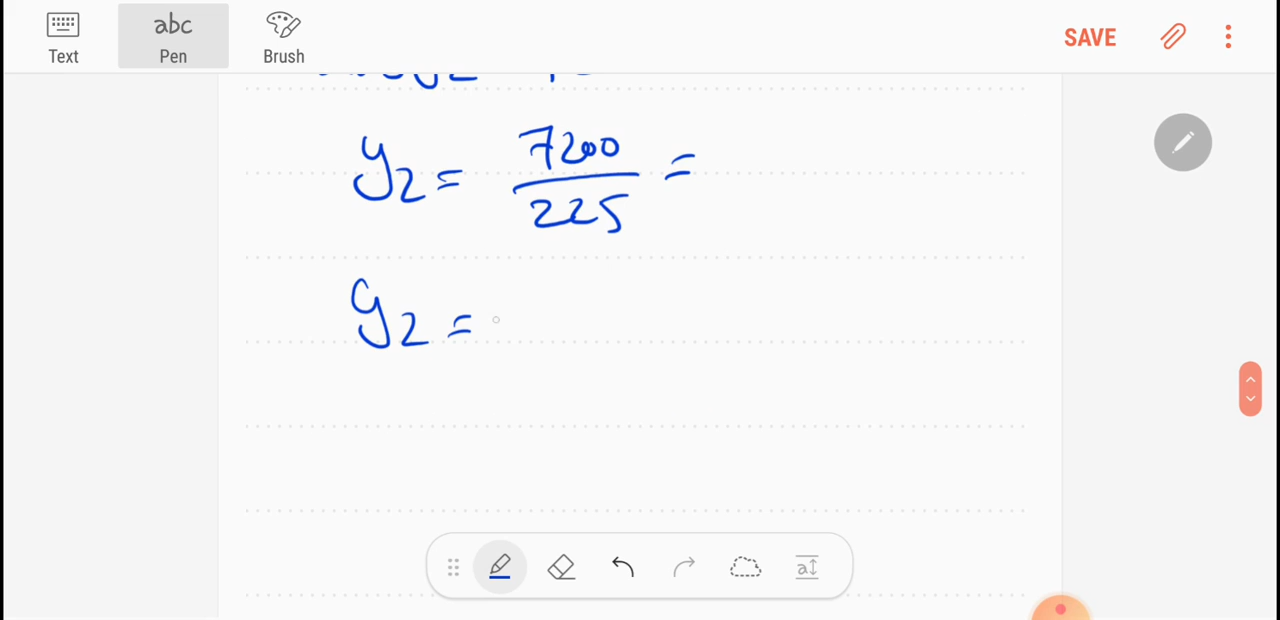 abc SAVE
Text Pen Brush
y2 = 7200
225 =
y2 =
a